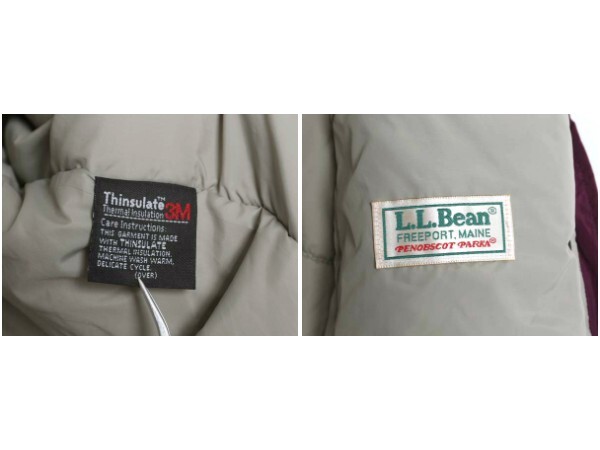 Thinsulate™
Thermal Insulation 3M
Care Instructions:
THIS GARMENT IS MADE
WITH THINSULATE
THERMAL INSULATION.
MACHINE WASH WARM,
DELICATE CYCLE.
(OVER)
L.L.Bean®
FREEPORT, MAINE
PENOBSCOT PARKA®